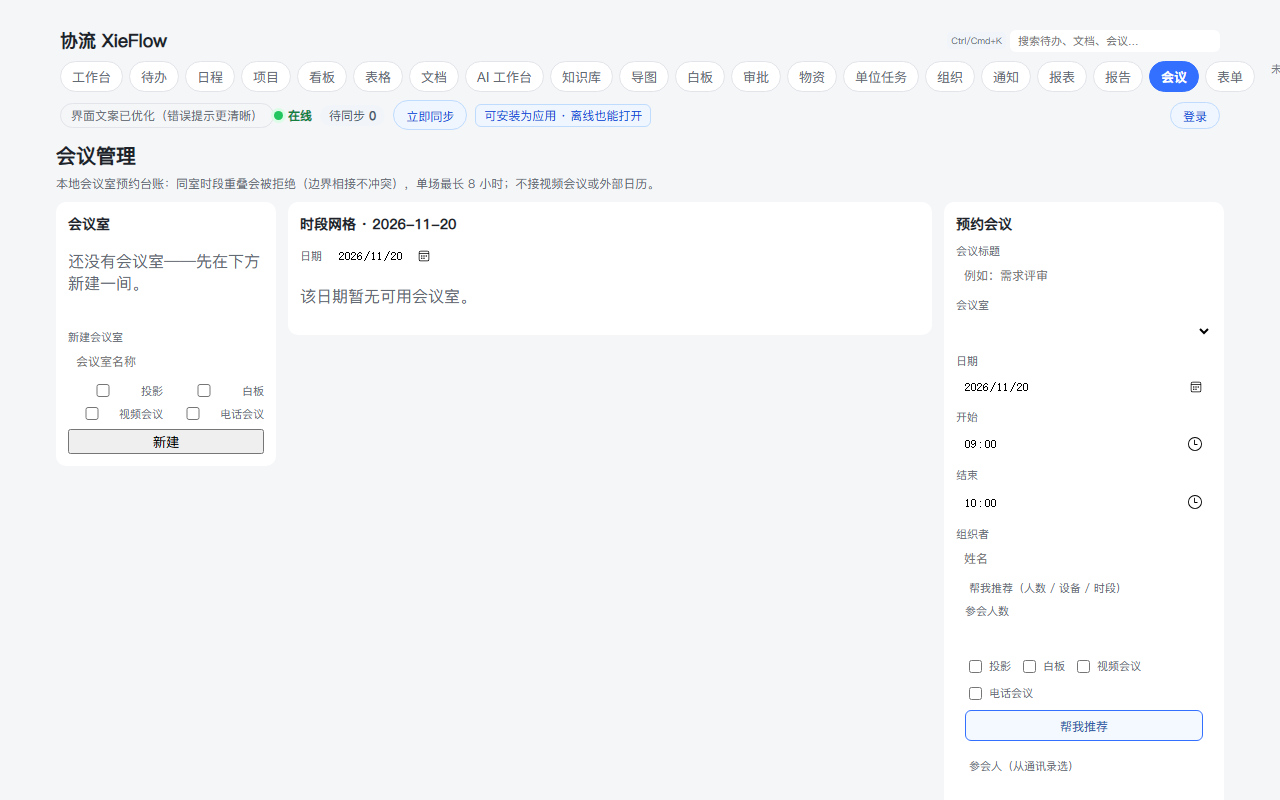 协流 XieFlow
Ctrl/Cmd+K
搜索待办、文档、会议…
工作台 待办 日程 项目 看板 表格 文档 AI 工作台 知识库 导图 白板 审批 物资 单位任务 组织 通知 报表 报告 会议 表单
界面文案已优化（错误提示更清晰） 在线 待同步 0 立即同步 可安装为应用 · 离线也能打开 登录
会议管理
本地会议室预约台账：同室时段重叠会被拒绝（边界相接不冲突），单场最长 8 小时；不接视频会议或外部日历。
会议室
还没有会议室——先在下方
新建一间。
新建会议室
会议室名称
投影 白板
视频会议 电话会议
新建
时段网格 · 2026-11-20
日期 2026/11/20
该日期暂无可用会议室。
预约会议
会议标题
例如：需求评审
会议室
日期
2026/11/20
开始
09:00
结束
10:00
组织者
姓名
帮我推荐（人数 / 设备 / 时段）
参会人数
投影 白板 视频会议
电话会议
帮我推荐
参会人（从通讯录选）